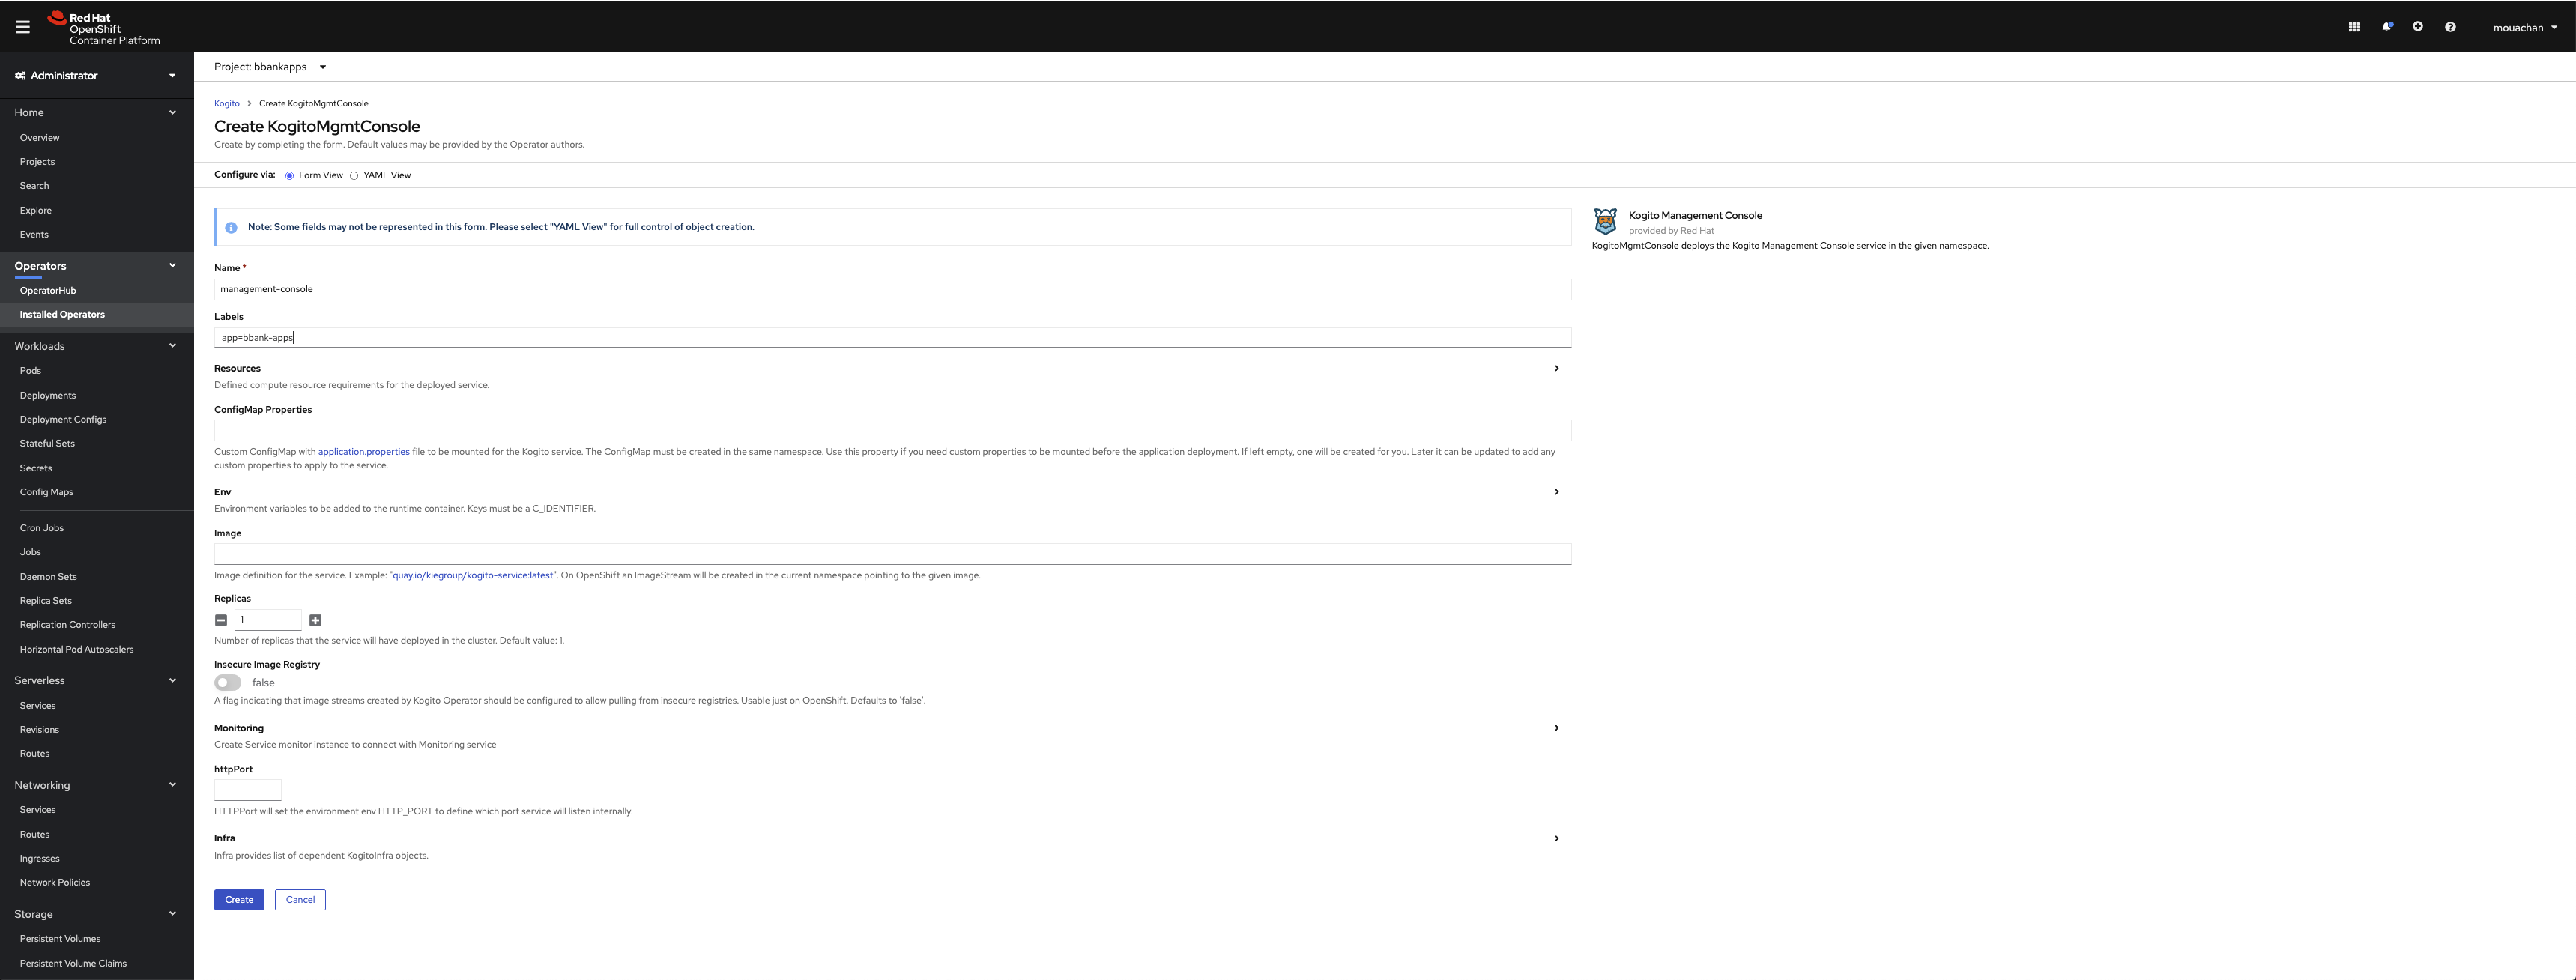 Red Hat
OpenShift
Container Platform
mouachan
Administrator
Home
Overview
Projects
Search
Explore
Events
Operators
OperatorHub
Installed Operators
Workloads
Pods
Deployments
Deployment Configs
Stateful Sets
Secrets
Config Maps
Cron Jobs
Jobs
Daemon Sets
Replica Sets
Replication Controllers
Horizontal Pod Autoscalers
Serverless
Services
Revisions
Routes
Networking
Services
Routes
Ingresses
Network Policies
Storage
Persistent Volumes
Persistent Volume Claims
Project: bbankapps
Kogito > Create KogitoMgmtConsole
Create KogitoMgmtConsole
Create by completing the form. Default values may be provided by the Operator authors.
Configure via: Form View YAML View
Note: Some fields may not be represented in this form. Please select "YAML View" for full control of object creation.
Name *
management-console
Labels
app=bbank-apps
Resources
Defined compute resource requirements for the deployed service.
ConfigMap Properties
Custom ConfigMap with application.properties file to be mounted for the Kogito service. The ConfigMap must be created in the same namespace. Use this property if you need custom properties to be mounted before the application deployment. If left empty, one will be created for you. Later it can be updated to add any
custom properties to apply to the service.
Env
Environment variables to be added to the runtime container. Keys must be a C_IDENTIFIER.
Image
Image definition for the service. Example: "quay.io/kiegroup/kogito-service:latest". On OpenShift an ImageStream will be created in the current namespace pointing to the given image.
Replicas
1
Number of replicas that the service will have deployed in the cluster. Default value: 1.
Insecure Image Registry
false
A flag indicating that image streams created by Kogito Operator should be configured to allow pulling from insecure registries. Usable just on OpenShift. Defaults to 'false'.
Monitoring
Create Service monitor instance to connect with Monitoring service
httpPort
HTTPPort will set the environment env HTTP_PORT to define which port service will listen internally.
Infra
Infra provides list of dependent KogitoInfra objects.
Create Cancel
Kogito Management Console
provided by Red Hat
KogitoMgmtConsole deploys the Kogito Management Console service in the given namespace.